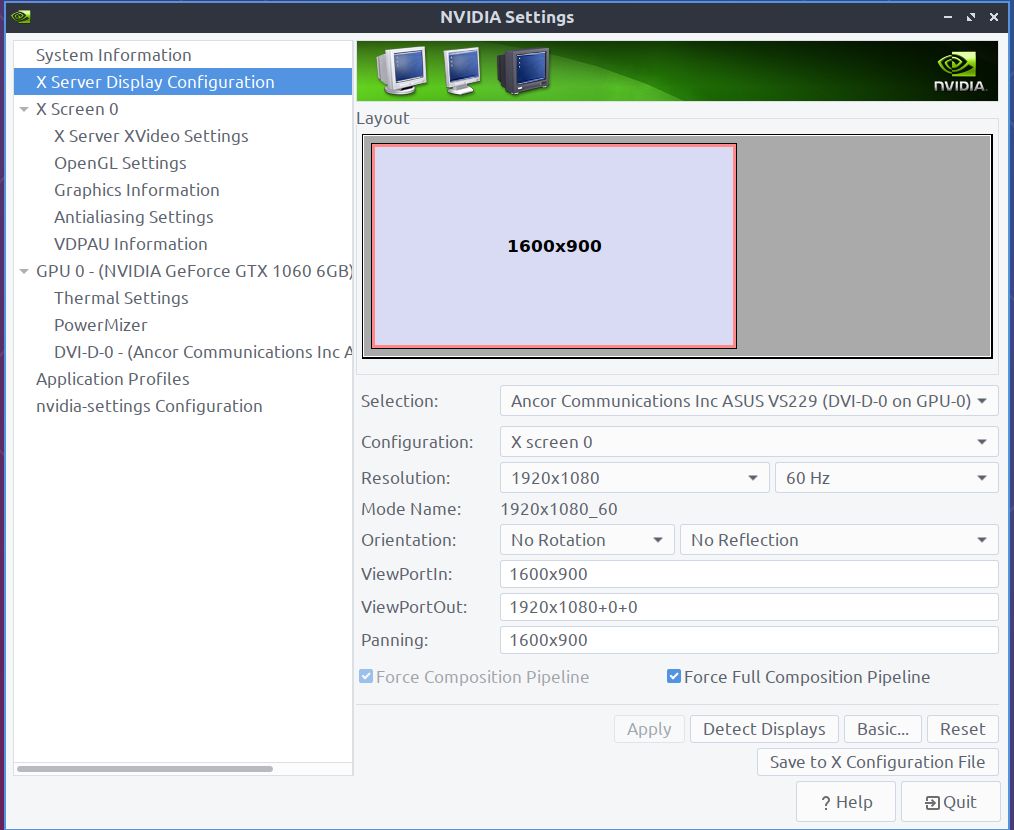 NVIDIA Settings
System Information
X Server Display Configuration
X Screen 0
X Server XVideo Settings
OpenGL Settings
Graphics Information
Antialiasing Settings
VDPAU Information
GPU 0 - (NVIDIA GeForce GTX 1060 6GB)
Thermal Settings
PowerMizer
DVI-D-0 - (Ancor Communications Inc A
Application Profiles
nvidia-settings Configuration
NVIDIA.
Layout
1600x900
Selection: Ancor Communications Inc ASUS VS229 (DVI-D-0 on GPU-0)
Configuration: X screen 0
Resolution: 1920x1080 60 Hz
Mode Name: 1920x1080_60
Orientation: No Rotation No Reflection
ViewPortIn: 1600x900
ViewPortOut: 1920x1080+0+0
Panning: 1600x900
Force Composition Pipeline Force Full Composition Pipeline
Apply Detect Displays Basic... Reset
Save to X Configuration File
? Help Quit